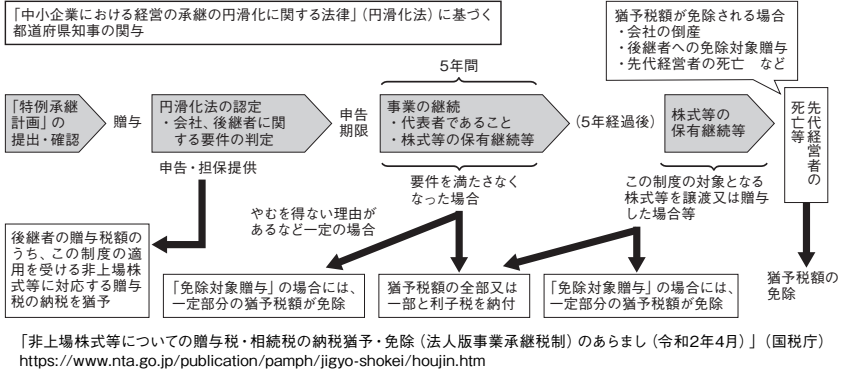 「中小企業における経営の承継の円滑化に関する法律」(円滑化法)に基づく
都道府県知事の関与
猶予税額が免除される場合
・会社の倒産
・後継者への免除対象贈与
・先代経営者の死亡 など
5年間
「特例承継
計画」の
提出・確認
贈与
円滑化法の認定
・会社、後継者に関
する要件の判定
申告
期限
事業の継続
・代表者であること
・株式等の保有継続等
(5年経過後)
株式等の
保有継続等
先代経営者の
死亡等
申告・担保提供
要件を満たさなく
なった場合
この制度の対象となる
株式等を譲渡又は贈与
した場合等
やむを得ない理由が
あるなど一定の場合
後継者の贈与税額の
うち、この制度の適
用を受ける非上場株
式等に対応する贈与
税の納税を猶予
「免除対象贈与」の場合には、
一定部分の猶予税額が免除
猶予税額の全部又は
一部と利子税を納付
「免除対象贈与」の場合には、
一定部分の猶予税額が免除
猶予税額の
免除
「非上場株式等についての贈与税・相続税の納税猶予・免除(法人版事業承継税制)のあらまし(令和2年4月)」(国税庁)
https://www.nta.go.jp/publication/pamph/jigyo-shokei/houjin.htm